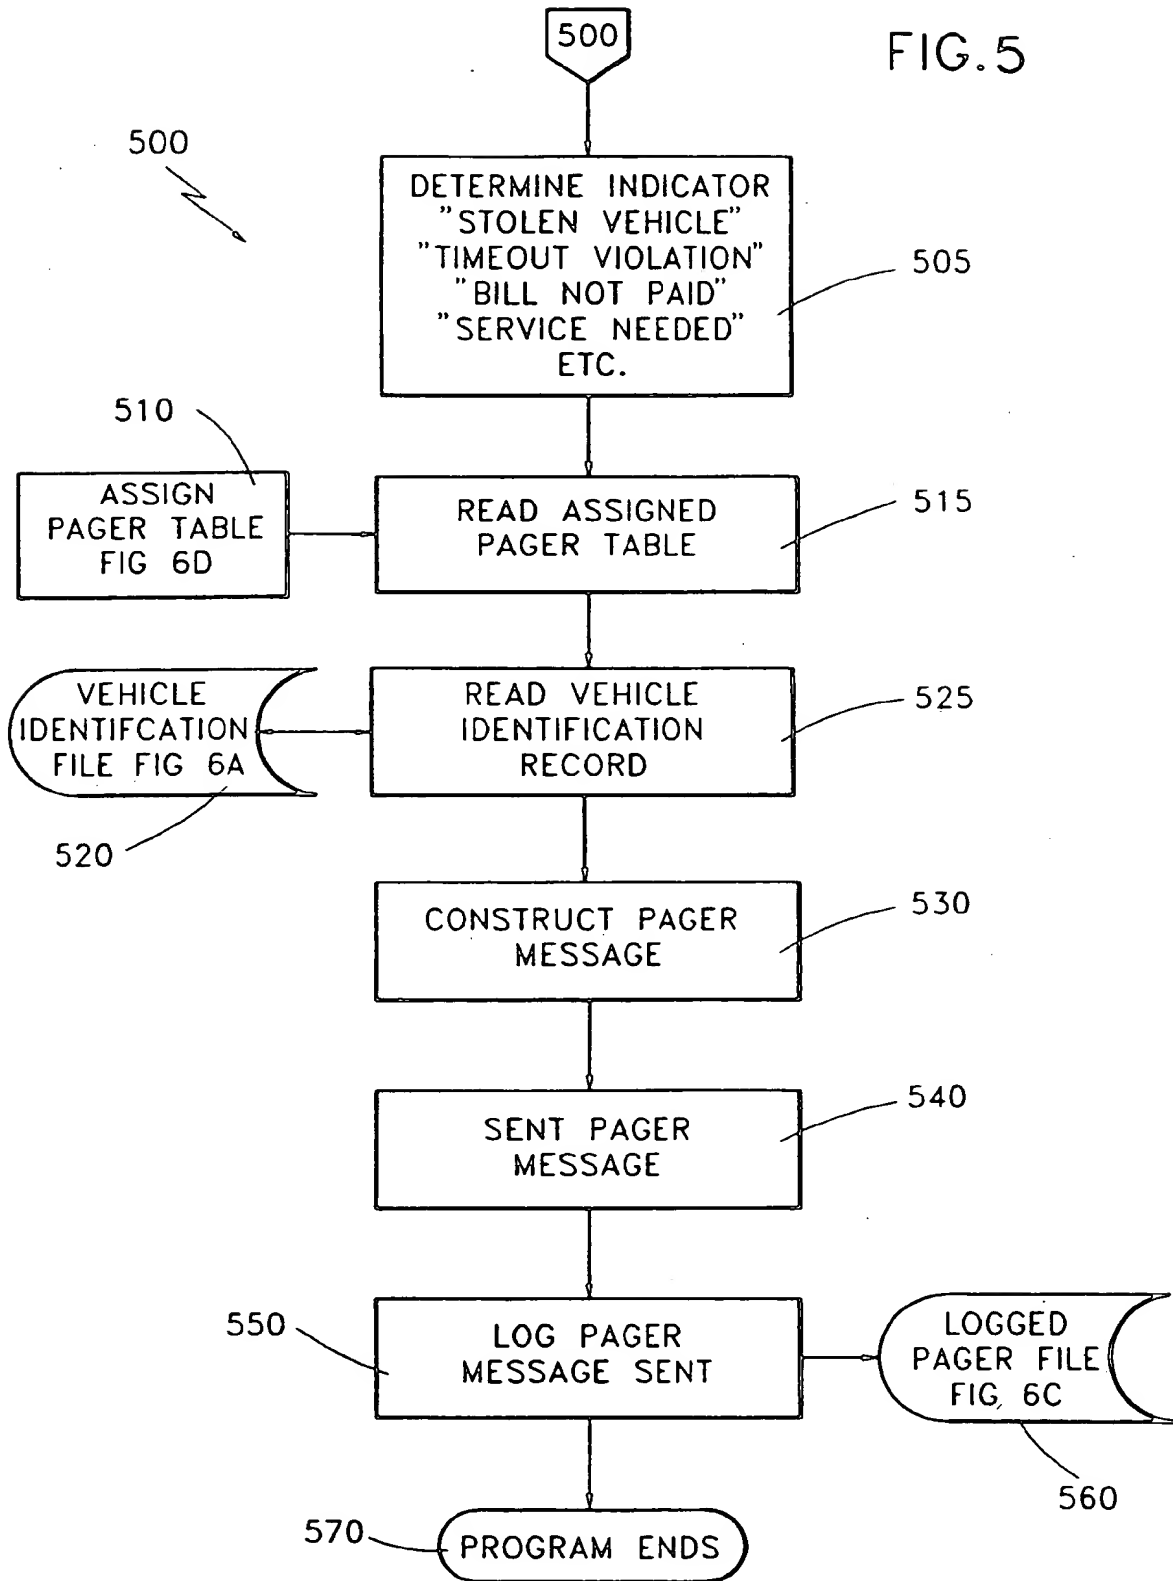 500
FIG.5
500
DETERMINE INDICATOR
"STOLEN VEHICLE"
"TIMEOUT VIOLATION"
"BILL NOT PAID"
"SERVICE NEEDED"
ETC.
505
510
ASSIGN
PAGER TABLE
FIG 6D
READ ASSIGNED
PAGER TABLE
515
VEHICLE
IDENTIFCATION
FILE FIG 6A
520
READ VEHICLE
IDENTIFICATION
RECORD
525
CONSTRUCT PAGER
MESSAGE
530
SENT PAGER
MESSAGE
540
550
LOG PAGER
MESSAGE SENT
LOGGED
PAGER FILE
FIG. 6C
560
570
PROGRAM ENDS